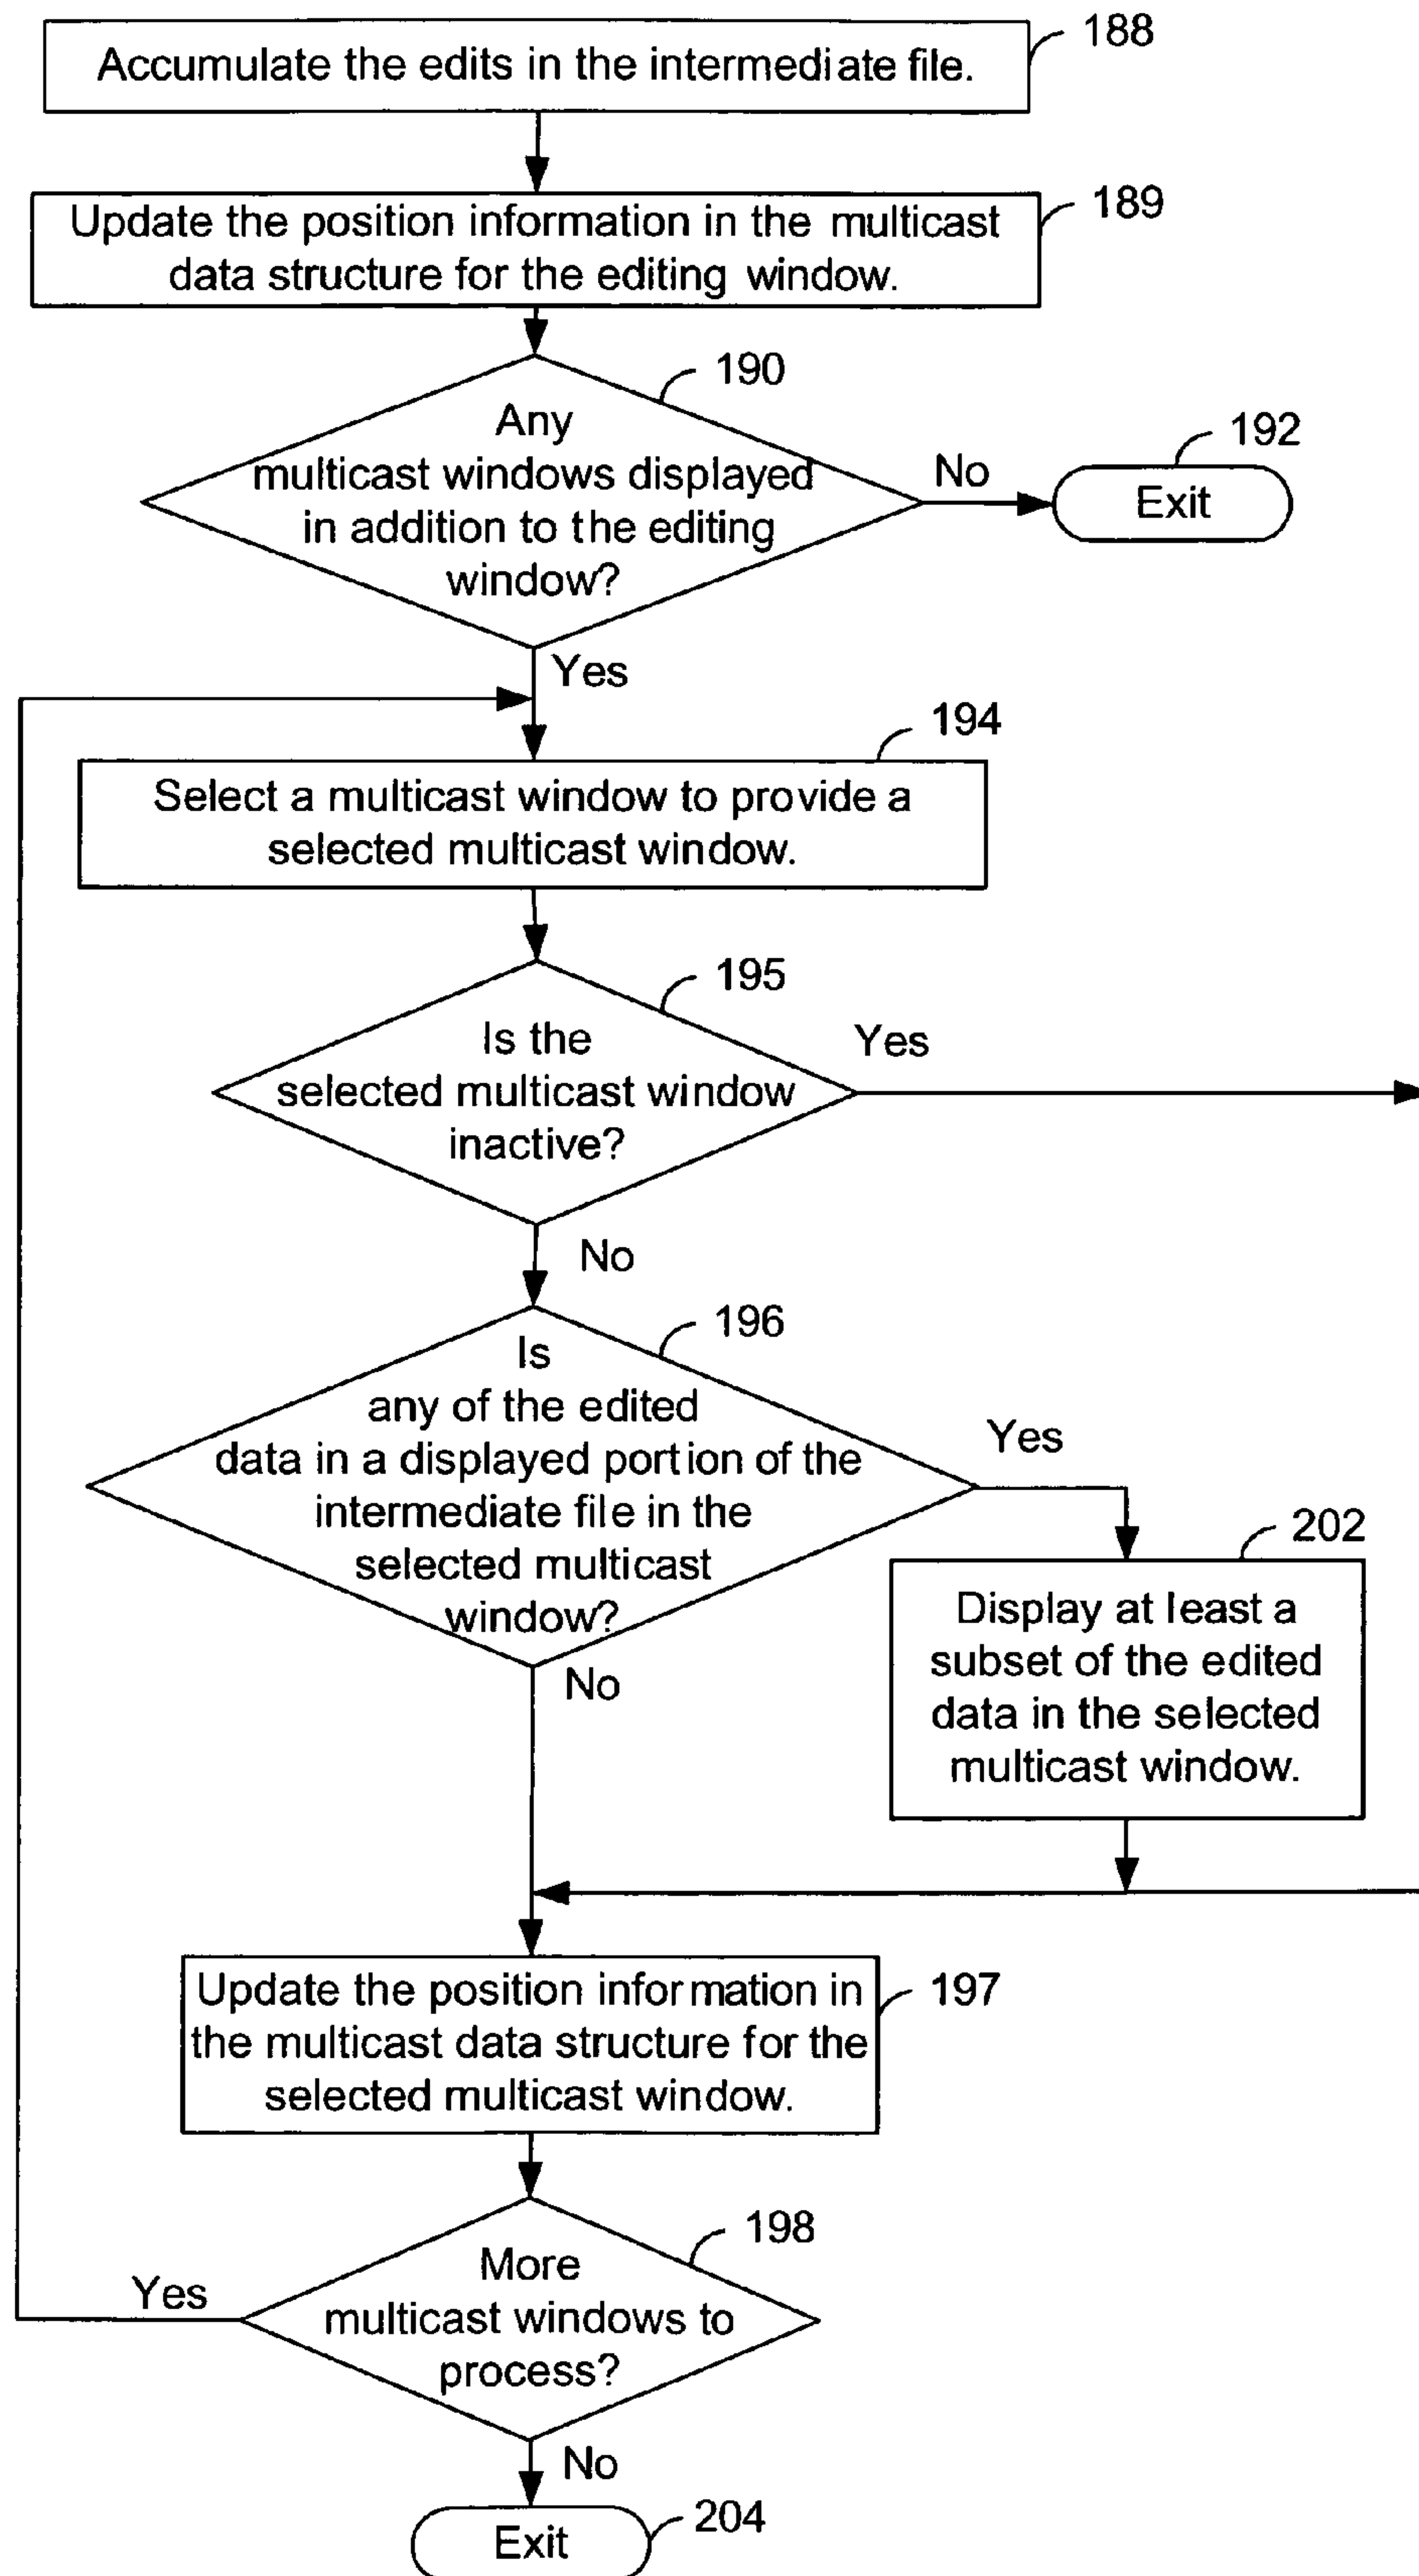 188
Accumulate the edits in the intermediate file.
189
Update the position information in the multicast
data structure for the editing window.
190
Any
multicast windows displayed
in addition to the editing
window?
No
192
Exit
Yes
194
Select a multicast window to provide a
selected multicast window.
195
Is the
selected multicast window
inactive?
Yes
No
196
Is
any of the edited
data in a displayed portion of the
intermediate file in the
selected multicast
window?
Yes
202
Display at least a
subset of the edited
data in the selected
multicast window.
No
Update the position information in
the multicast data structure for the
selected multicast window.
197
198
More
multicast windows to
process?
Yes
No
204
Exit